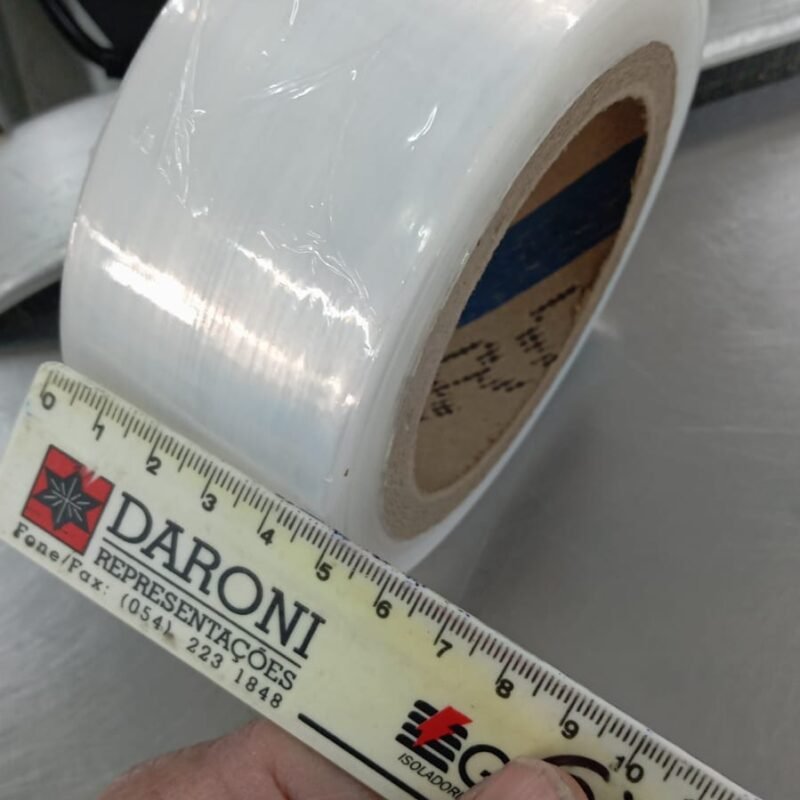 0 1 2 3 4 5 6 7 8 9 10
DARONI
REPRESENTAÇÕES
Fone/Fax: (054) 223 1848